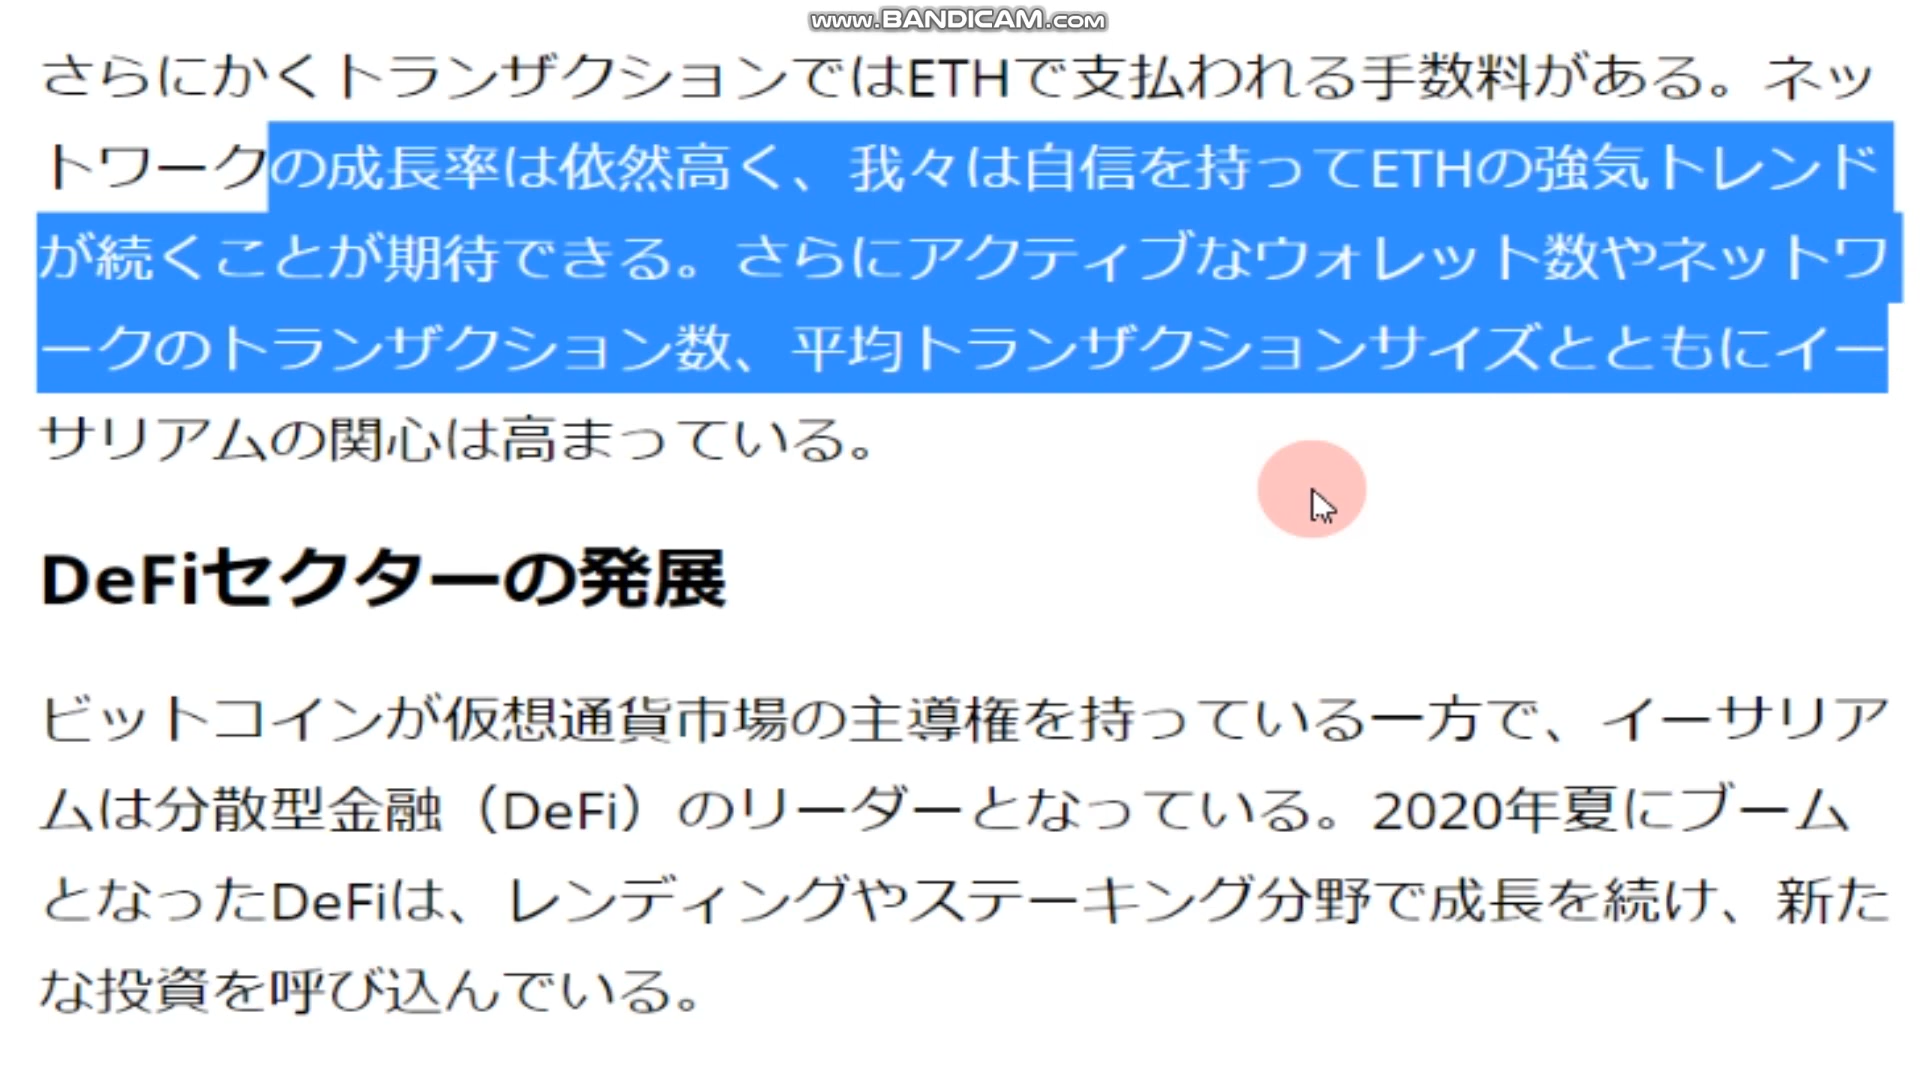 www.BANDICAM.com
さらにかくトランザクションではETHで支払われる手数料がある。ネッ
トワークの成長率は依然高く、我々は自信を持ってETHの強気トレンド
が続くことが期待できる。さらにアクティブなウォレット数やネットワ
ークのトランザクション数、平均トランザクションサイズとともにイー
サリアムの関心は高まっている。
DeFiセクターの発展
ビットコインが仮想通貨市場の主導権を持っている一方で、イーサリア
ムは分散型金融（DeFi）のリーダーとなっている。2020年夏にブーム
となったDeFiは、レンディングやステーキング分野で成長を続け、新た
な投資を呼び込んでいる。